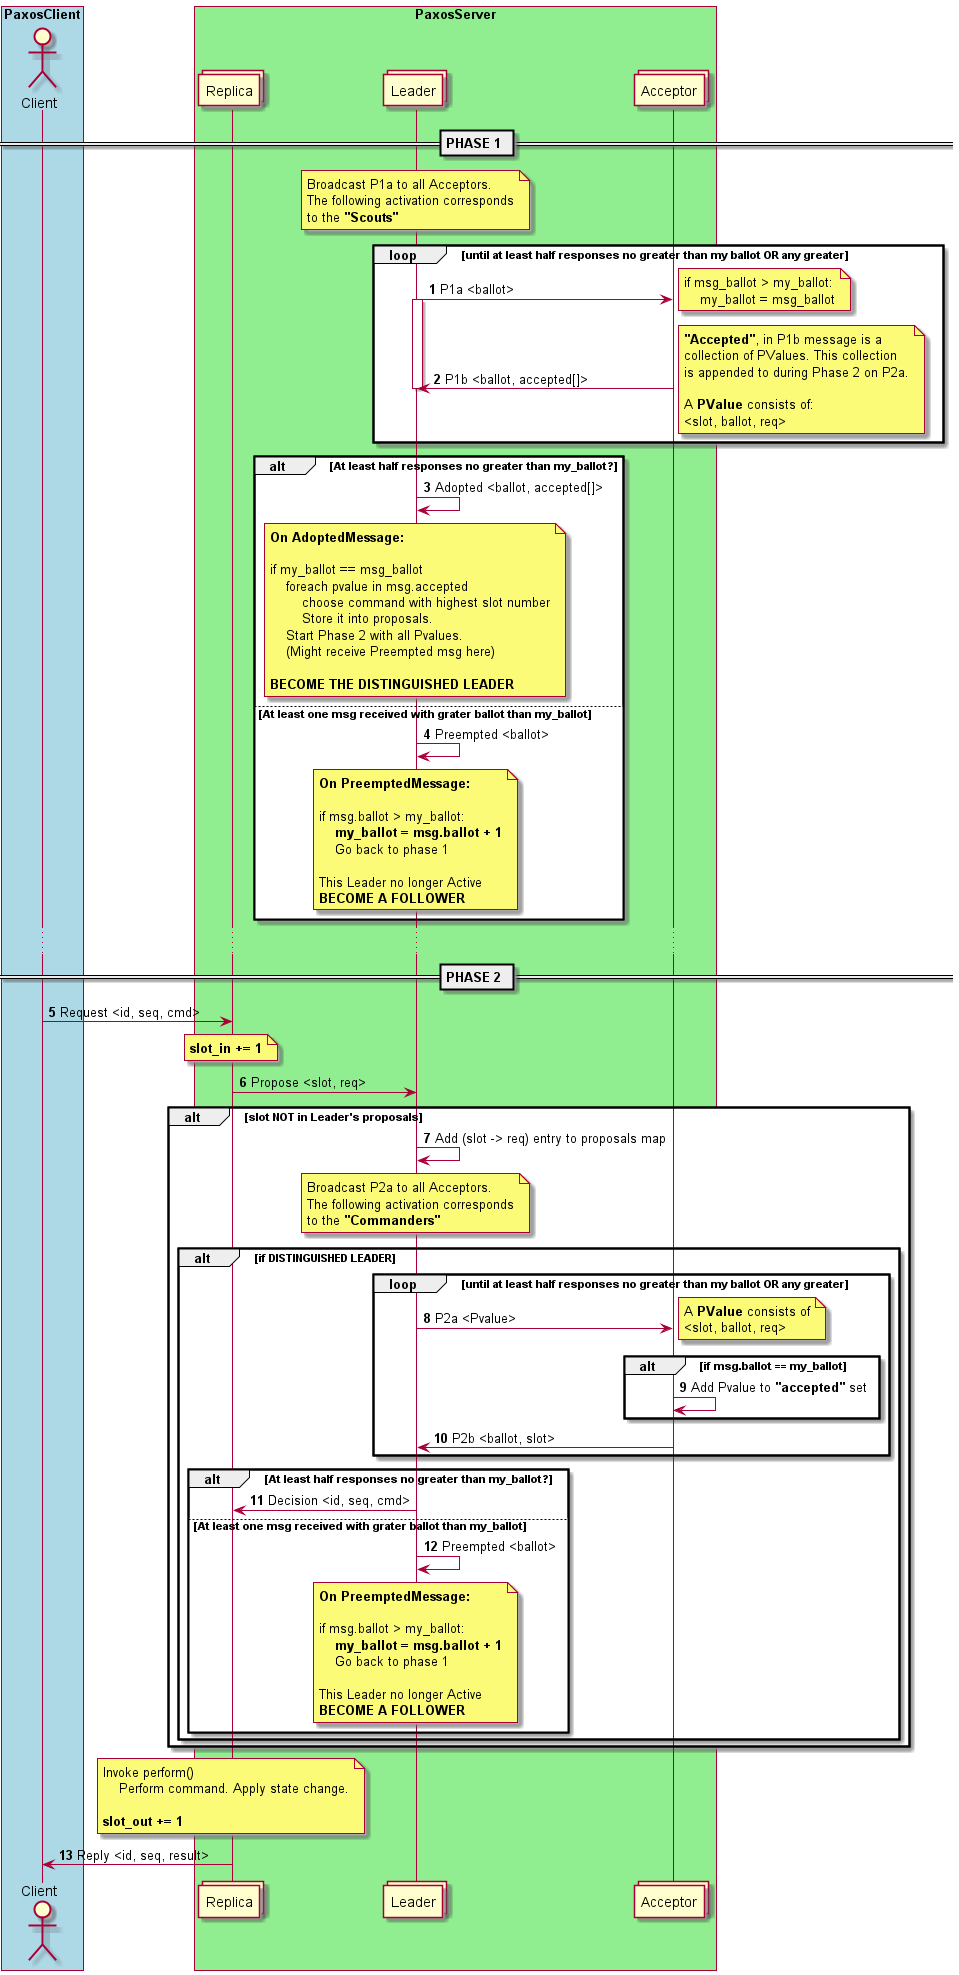 PaxosClient
PaxosServer
Client
Replica
Leader
Acceptor
PHASE 1
Broadcast P1a to all Acceptors.
The following activation corresponds
to the "Scouts"
loop [until at least half responses no greater than my ballot OR any greater]
1 P1a <ballot>
if msg_ballot > my_ballot:
my_ballot = msg_ballot
"Accepted", in P1b message is a
collection of PValues. This collection
is appended to during Phase 2 on P2a.
A PValue consists of:
<slot, ballot, req>
2 P1b <ballot, accepted[]>
alt [At least half responses no greater than my_ballot?]
3 Adopted <ballot, accepted[]>
On AdoptedMessage:
if my_ballot == msg_ballot
foreach pvalue in msg.accepted
choose command with highest slot number
Store it into proposals.
Start Phase 2 with all Pvalues.
(Might receive Preempted msg here)
BECOME THE DISTINGUISHED LEADER
[At least one msg received with grater ballot than my_ballot]
4 Preempted <ballot>
On PreemptedMessage:
if msg.ballot > my_ballot:
my_ballot = msg.ballot + 1
Go back to phase 1
This Leader no longer Active
BECOME A FOLLOWER
PHASE 2
5 Request <id, seq, cmd>
slot_in += 1
6 Propose <slot, req>
alt [slot NOT in Leader's proposals]
7 Add (slot -> req) entry to proposals map
Broadcast P2a to all Acceptors.
The following activation corresponds
to the "Commanders"
alt [if DISTINGUISHED LEADER]
loop [until at least half responses no greater than my ballot OR any greater]
8 P2a <Pvalue>
A PValue consists of
<slot, ballot, req>
alt [if msg.ballot == my_ballot]
9 Add Pvalue to "accepted" set
10 P2b <ballot, slot>
alt [At least half responses no greater than my_ballot?]
11 Decision <id, seq, cmd>
[At least one msg received with grater ballot than my_ballot]
12 Preempted <ballot>
On PreemptedMessage:
if msg.ballot > my_ballot:
my_ballot = msg.ballot + 1
Go back to phase 1
This Leader no longer Active
BECOME A FOLLOWER
Invoke perform()
Perform command. Apply state change.
slot_out += 1
13 Reply <id, seq, result>
Client
Replica
Leader
Acceptor